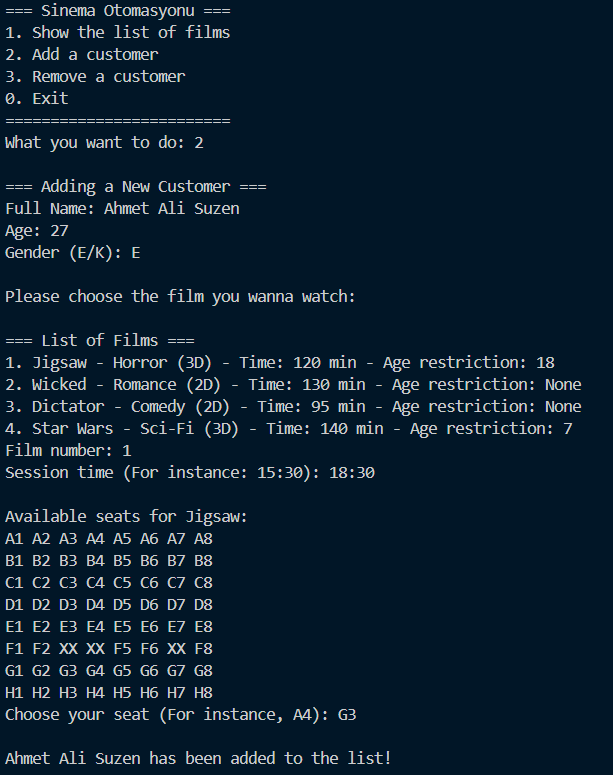 === Sinema Otomasyonu ===
1. Show the list of films
2. Add a customer
3. Remove a customer
0. Exit
=========================
What you want to do: 2
=== Adding a New Customer ===
Full Name: Ahmet Ali Suzen
Age: 27
Gender (E/K): E
Please choose the film you wanna watch:
=== List of Films ===
1. Jigsaw - Horror (3D) - Time: 120 min - Age restriction: 18
2. Wicked - Romance (2D) - Time: 130 min - Age restriction: None
3. Dictator - Comedy (2D) - Time: 95 min - Age restriction: None
4. Star Wars - Sci-Fi (3D) - Time: 140 min - Age restriction: 7
Film number: 1
Session time (For instance: 15:30): 18:30
Available seats for Jigsaw:
A1 A2 A3 A4 A5 A6 A7 A8
B1 B2 B3 B4 B5 B6 B7 B8
C1 C2 C3 C4 C5 C6 C7 C8
D1 D2 D3 D4 D5 D6 D7 D8
E1 E2 E3 E4 E5 E6 E7 E8
F1 F2 XX XX F5 F6 XX F8
G1 G2 G3 G4 G5 G6 G7 G8
H1 H2 H3 H4 H5 H6 H7 H8
Choose your seat (For instance, A4): G3
Ahmet Ali Suzen has been added to the list!